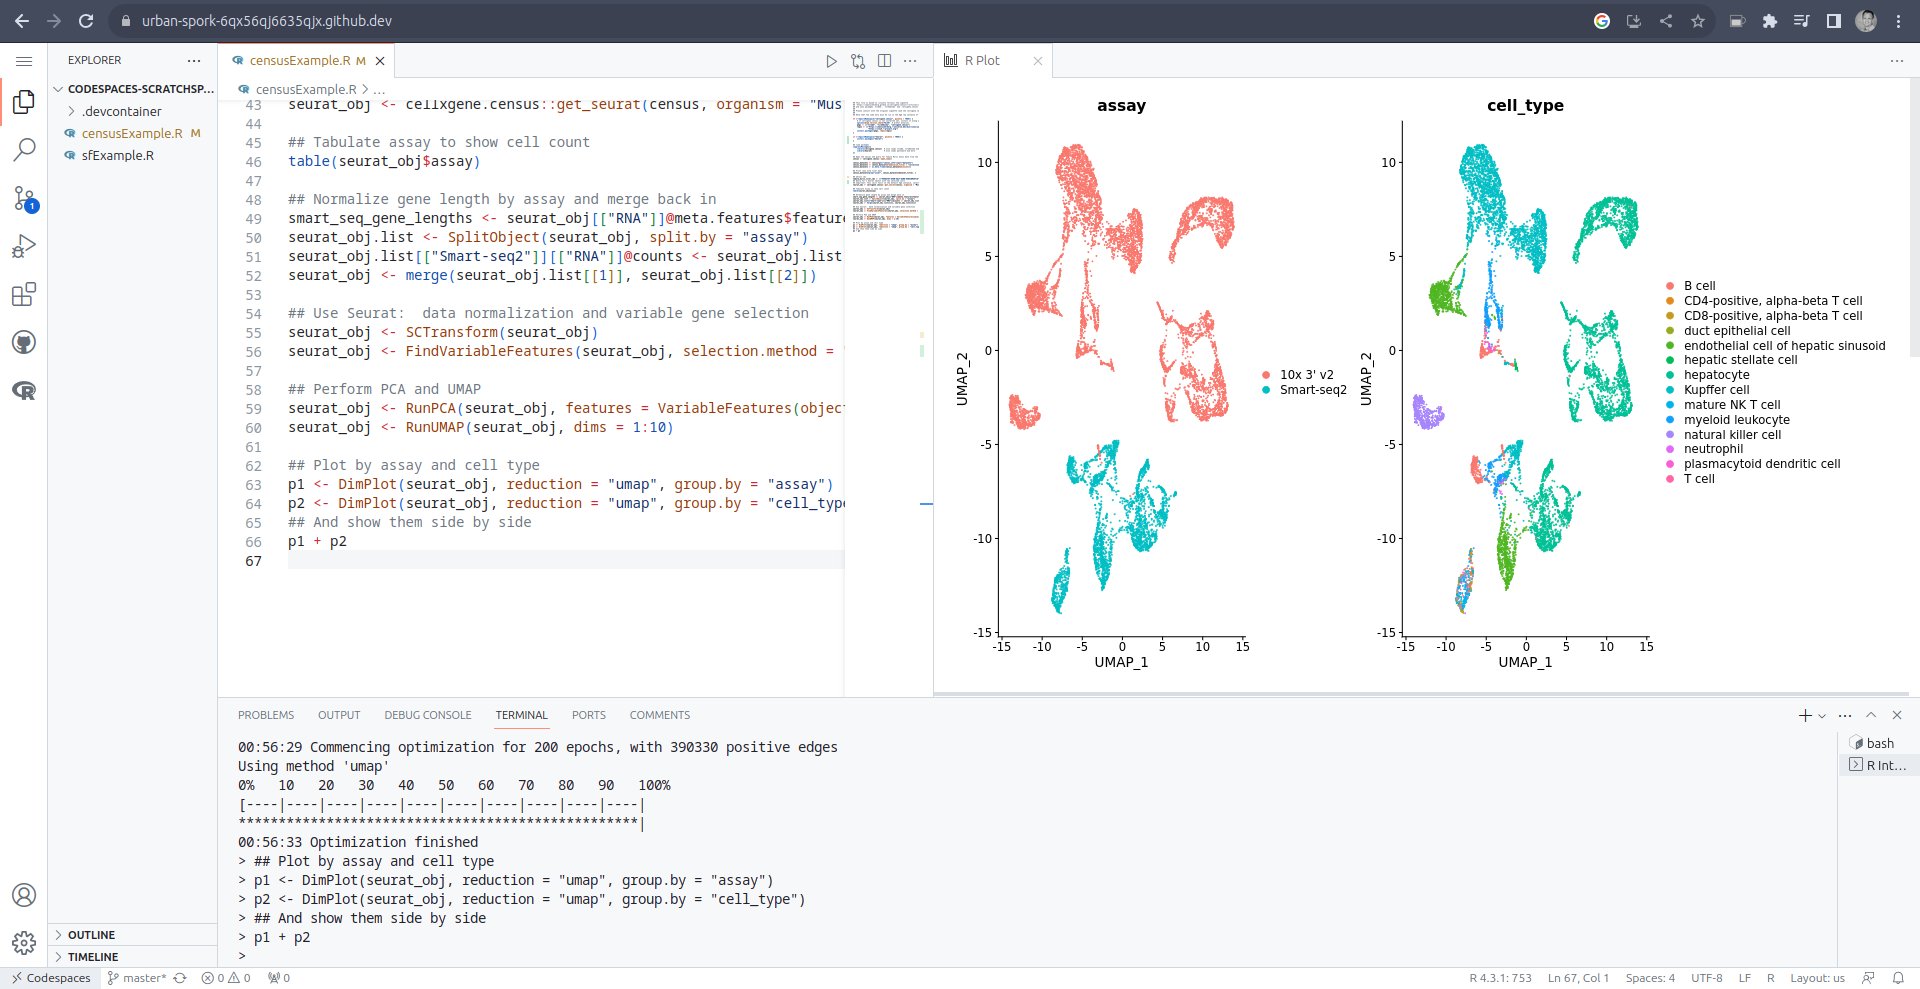 urban-spork-6qx56qj6635qjx.github.dev
EXPLORER
CODESPACES-SCRATCHSP...
.devcontainer
censusExample.R M
sfExample.R
1
OUTLINE
TIMELINE
censusExample.R M
censusExample.R > ...
43 seurat_obj <- cellxgene.census::get_seurat(census, organism = "Mus
44
45 ## Tabulate assay to show cell count
46 table(seurat_obj$assay)
47
48 ## Normalize gene length by assay and merge back in
49 smart_seq_gene_lengths <- seurat_obj[["RNA"]]@meta.features$feature
50 seurat_obj.list <- SplitObject(seurat_obj, split.by = "assay")
51 seurat_obj.list[["Smart-seq2"]][["RNA"]]@counts <- seurat_obj.list
52 seurat_obj <- merge(seurat_obj.list[[1]], seurat_obj.list[[2]])
53
54 ## Use Seurat:  data normalization and variable gene selection
55 seurat_obj <- SCTransform(seurat_obj)
56 seurat_obj <- FindVariableFeatures(seurat_obj, selection.method =
57
58 ## Perform PCA and UMAP
59 seurat_obj <- RunPCA(seurat_obj, features = VariableFeatures(object
60 seurat_obj <- RunUMAP(seurat_obj, dims = 1:10)
61
62 ## Plot by assay and cell type
63 p1 <- DimPlot(seurat_obj, reduction = "umap", group.by = "assay")
64 p2 <- DimPlot(seurat_obj, reduction = "umap", group.by = "cell_type
65 ## And show them side by side
66 p1 + p2
67
R Plot
assay
UMAP_2
10
5
0
-5
-10
-15
-15 -10 -5 0 5 10 15
UMAP_1
10x 3' v2
Smart-seq2
cell_type
UMAP_2
10
5
0
-5
-10
-15
-15 -10 -5 0 5 10 15
UMAP_1
B cell
CD4-positive, alpha-beta T cell
CD8-positive, alpha-beta T cell
duct epithelial cell
endothelial cell of hepatic sinusoid
hepatic stellate cell
hepatocyte
Kupffer cell
mature NK T cell
myeloid leukocyte
natural killer cell
neutrophil
plasmacytoid dendritic cell
T cell
PROBLEMS OUTPUT DEBUG CONSOLE TERMINAL PORTS COMMENTS
00:56:29 Commencing optimization for 200 epochs, with 390330 positive edges
Using method 'umap'
0%   10   20   30   40   50   60   70   80   90   100%
[----|----|----|----|----|----|----|----|----|----|
**************************************************|
00:56:33 Optimization finished
> ## Plot by assay and cell type
> p1 <- DimPlot(seurat_obj, reduction = "umap", group.by = "assay")
> p2 <- DimPlot(seurat_obj, reduction = "umap", group.by = "cell_type")
> ## And show them side by side
> p1 + p2
>
bash
R Int...
Codespaces master* 0 0 0 R 4.3.1: 753 Ln 67, Col 1 Spaces: 4 UTF-8 LF R Layout: us